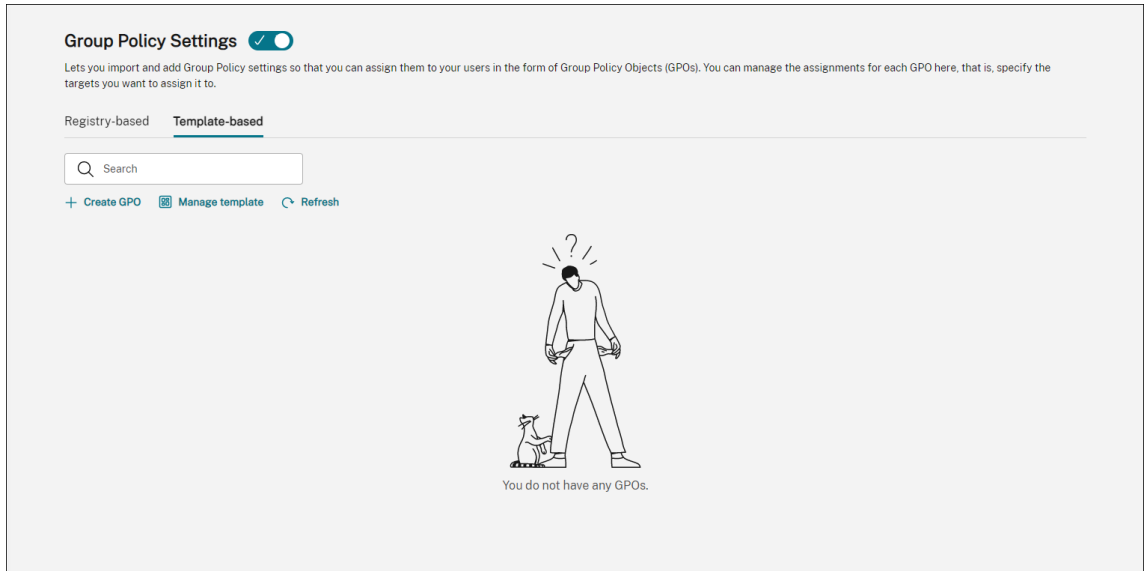 Group Policy Settings
Lets you import and add Group Policy settings so that you can assign them to your users in the form of Group Policy Objects (GPOs). You can manage the assignments for each GPO here, that is, specify the
targets you want to assign it to.
Registry-based Template-based
Search
Create GPO Manage template Refresh
?
You do not have any GPOs.